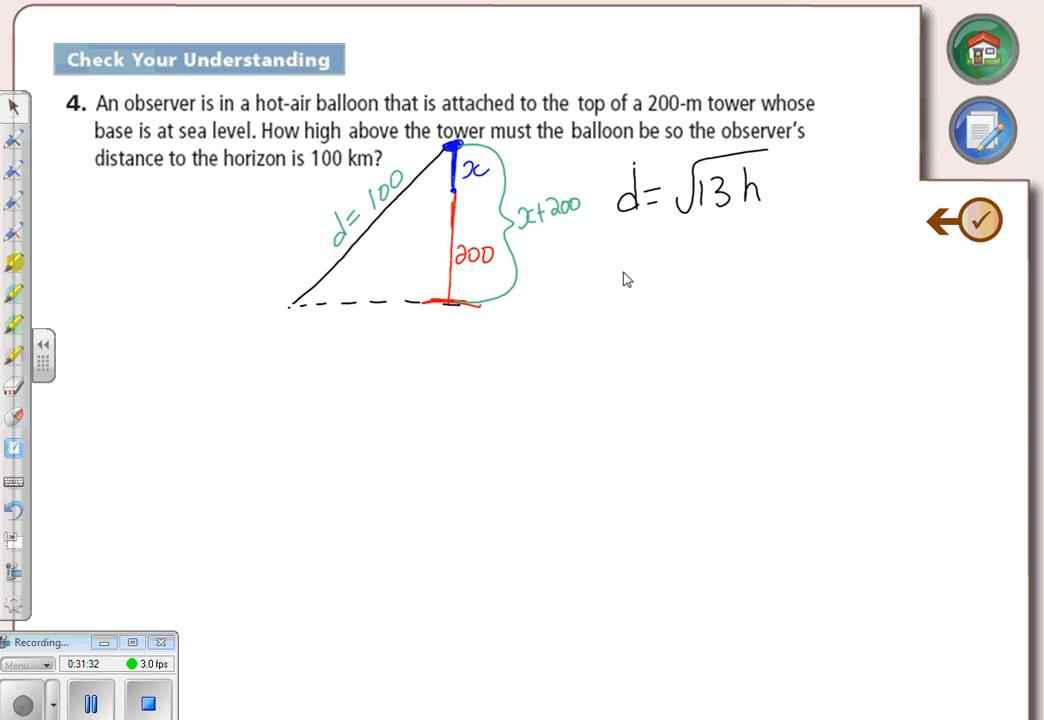 Check Your Understanding
4. An observer is in a hot-air balloon that is attached to the top of a 200-m tower whose
base is at sea level. How high above the tower must the balloon be so the observer's
distance to the horizon is 100 km?
d = 100
x
x+200
200
d = √13h
Recording...
Menu
0:31:32
3.0 fps